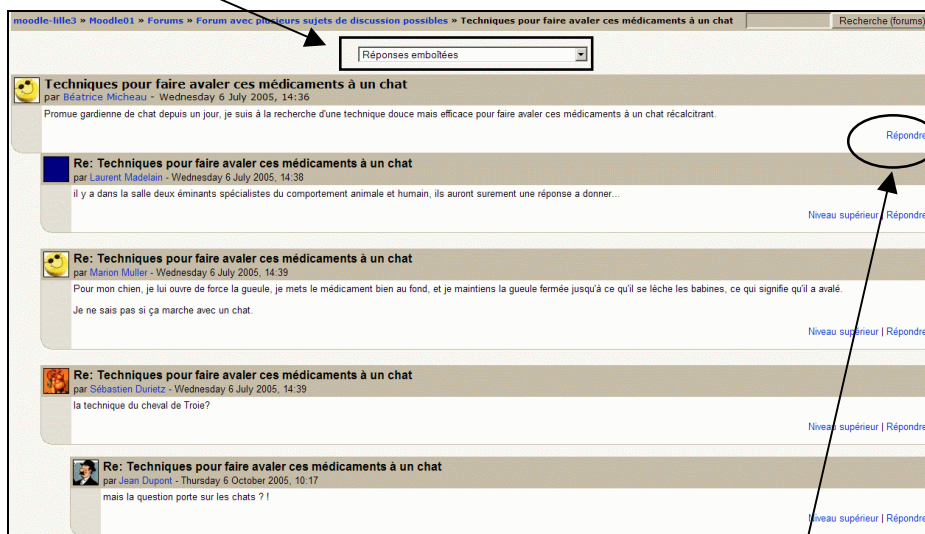 moodle-lille3 » Moodle01 » Forums » Forum avec plusieurs sujets de discussion possibles » Techniques pour faire avaler ces médicaments à un chat
Recherche (forums)
Réponses emboîtées
Techniques pour faire avaler ces médicaments à un chat
par Béatrice Micheau - Wednesday 6 July 2005, 14:36
Promue gardienne de chat depuis un jour, je suis à la recherche d'une technique douce mais efficace pour faire avaler ces médicaments à un chat récalcitrant.
Répondre
Re: Techniques pour faire avaler ces médicaments à un chat
par Laurent Madelain - Wednesday 6 July 2005, 14:38
il y a dans la salle deux éminants spécialistes du comportement animale et humain, ils auront surement une réponse a donner...
Niveau supérieur | Répondre
Re: Techniques pour faire avaler ces médicaments à un chat
par Marion Muller - Wednesday 6 July 2005, 14:39
Pour mon chien, je lui ouvre de force la gueule, je mets le médicament bien au fond, et je maintiens la gueule fermée jusqu'à ce qu'il se lèche les babines, ce qui signifie qu'il a avalé.
Je ne sais pas si ça marche avec un chat.
Niveau supérieur | Répondre
Re: Techniques pour faire avaler ces médicaments à un chat
par Sébastien Durietz - Wednesday 6 July 2005, 14:39
la technique du cheval de Troie?
Niveau supérieur | Répondre
Re: Techniques pour faire avaler ces médicaments à un chat
par Jean Dupont - Thursday 6 October 2005, 10:17
mais la question porte sur les chats ? !
Niveau supérieur | Répondre